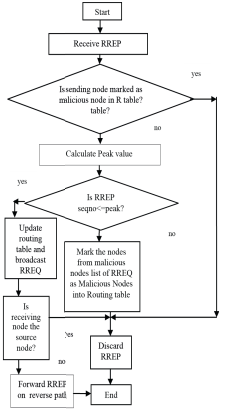 Start
Receive RREP
Is sending node marked as
malicious node in R table?
table?
yes
no
Calculate Peak value
yes
Is RREP
seqno<=peak?
no
Update
routing
table and
broadcast
RREQ
Mark the nodes
from malicious
nodes list of RREQ
as Malicious Nodes
into Routing table
Is
receiving
node the
source
node?
yes
no
Discard
RREP
Forward RREP
on reverse path
End